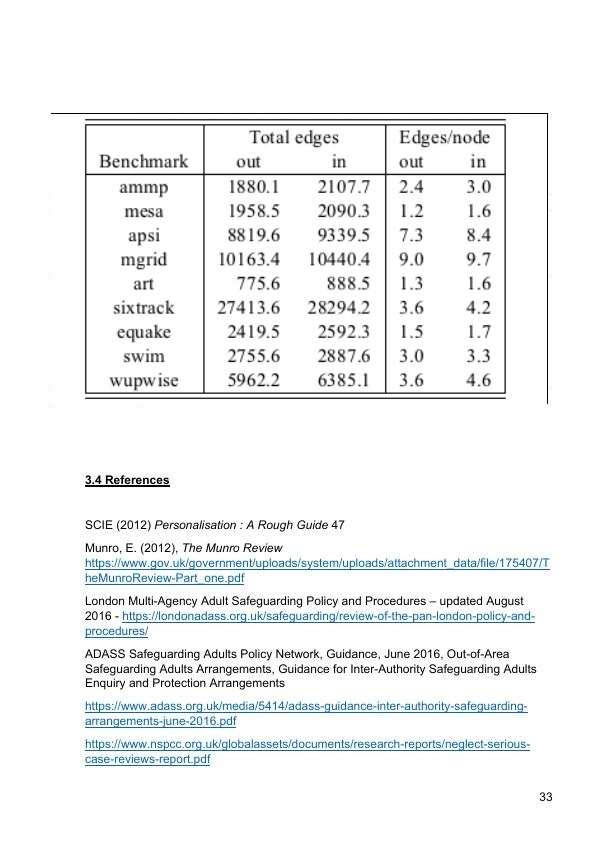 Total edges Edges/node
Benchmark out in out in
ammp 1880.1 2107.7 2.4 3.0
mesa 1958.5 2090.3 1.2 1.6
apsi 8819.6 9339.5 7.3 8.4
mgrid 10163.4 10440.4 9.0 9.7
art 775.6 888.5 1.3 1.6
sixtrack 27413.6 28294.2 3.6 4.2
equake 2419.5 2592.3 1.5 1.7
swim 2755.6 2887.6 3.0 3.3
wupwise 5962.2 6385.1 3.6 4.6
3.4 References
SCIE (2012) Personalisation : A Rough Guide 47
Munro, E. (2012), The Munro Review
https://www.gov.uk/government/uploads/system/uploads/attachment_data/file/175407/T
heMunroReview-Part_one.pdf
London Multi-Agency Adult Safeguarding Policy and Procedures – updated August
2016 - https://londonadass.org.uk/safeguarding/review-of-the-pan-london-policy-and-
procedures/
ADASS Safeguarding Adults Policy Network, Guidance, June 2016, Out-of-Area
Safeguarding Adults Arrangements, Guidance for Inter-Authority Safeguarding Adults
Enquiry and Protection Arrangements
https://www.adass.org.uk/media/5414/adass-guidance-inter-authority-safeguarding-
arrangements-june-2016.pdf
https://www.nspcc.org.uk/globalassets/documents/research-reports/neglect-serious-
case-reviews-report.pdf
33